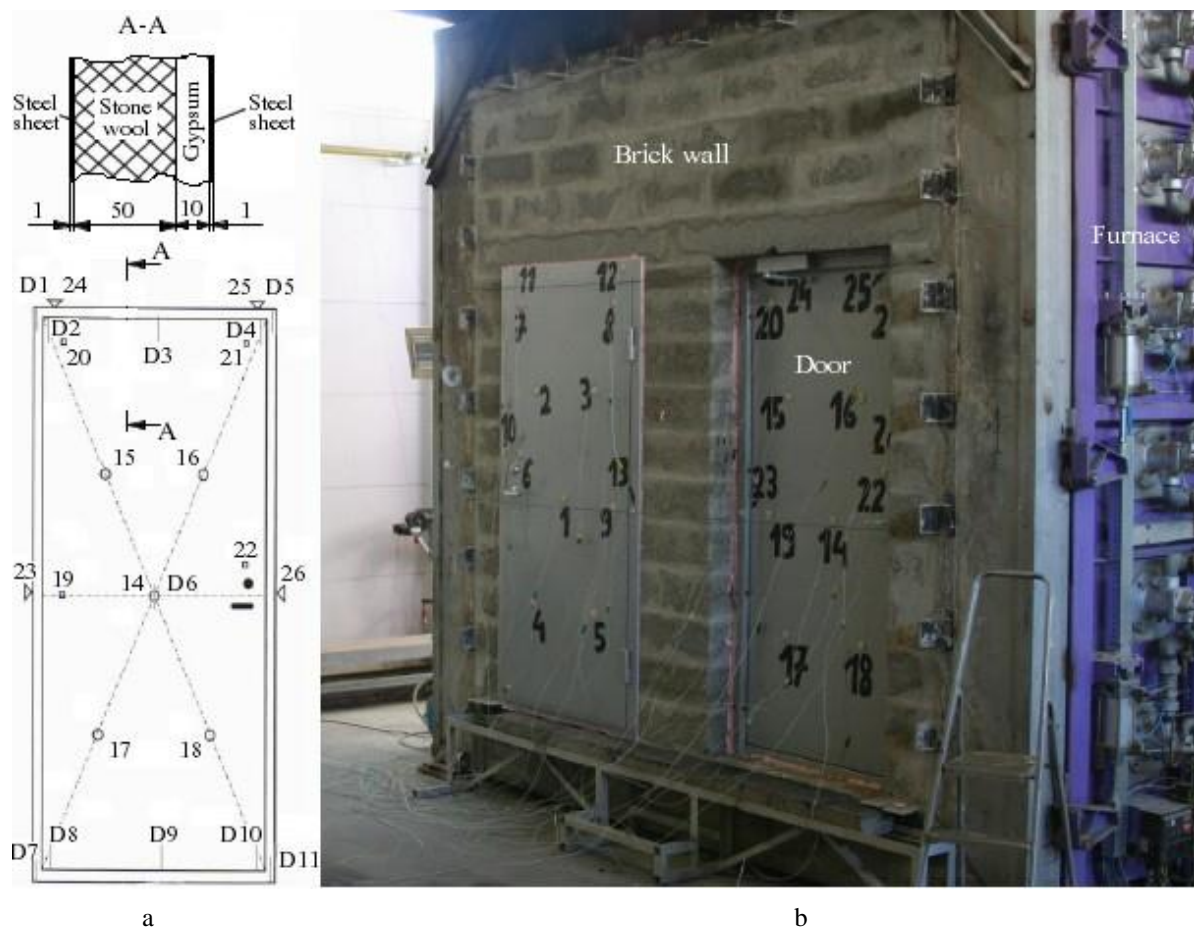 A-A
Steel sheet
Stone wool
Gypsum
Steel sheet
1 50 10 1
A
D1 24 25 D5
D2 D4
20 D3 21
A
15 16
22
23 19 14 D6 26
17 18
D8 D9 D10
D7 D11
a
Brick wall
Furnace
Door
11 12
7 8
2 3
10
6 13
1 9
4 5
24 25
20 2
15 16
2
23 22
19 14
17 18
b